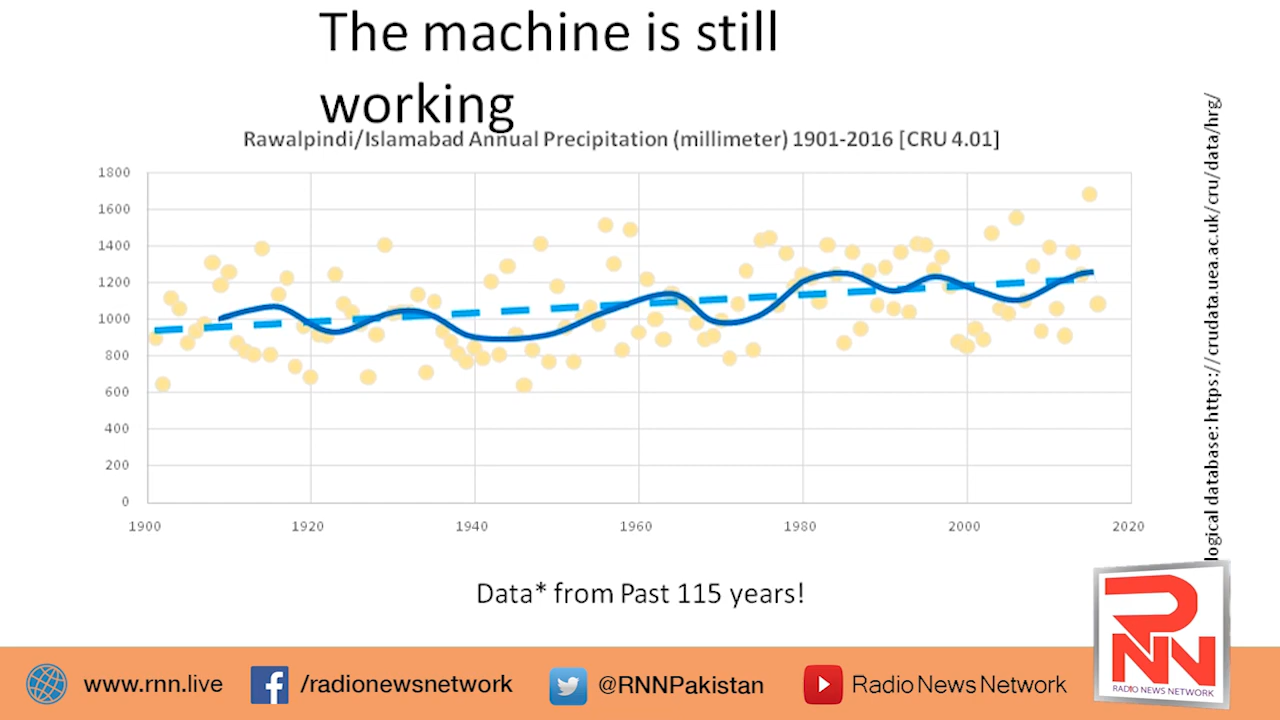 The machine is still
working
Rawalpindi/Islamabad Annual Precipitation (millimeter) 1901-2016 [CRU 4.01]
1800
1600
1400
1200
1000
800
600
400
200
0
1900 1920 1940 1960 1980 2000 2020
logical database: https://crudata.uea.ac.uk/cru/data/hrg/
Data* from Past 115 years!
RNN
RADIO NEWS NETWORK
www.rnn.live /radionewsnetwork @RNNPakistan Radio News Network